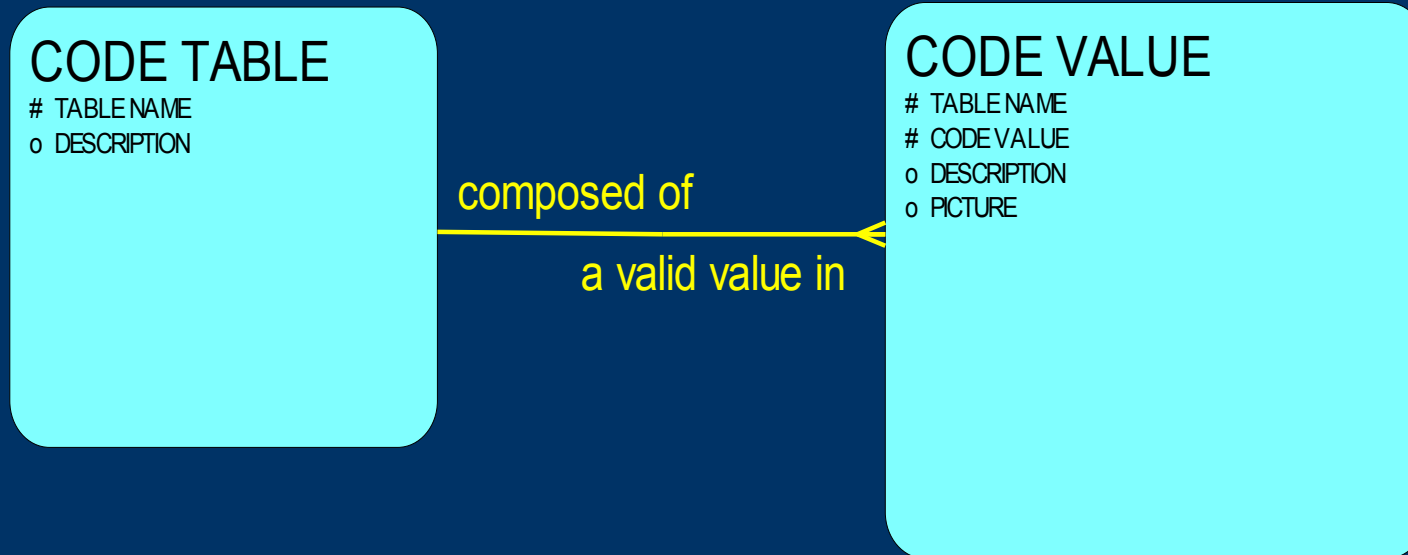 CODE TABLE
# TABLE NAME
o DESCRIPTION
composed of
a valid value in
CODE VALUE
# TABLE NAME
# CODE VALUE
o DESCRIPTION
o PICTURE